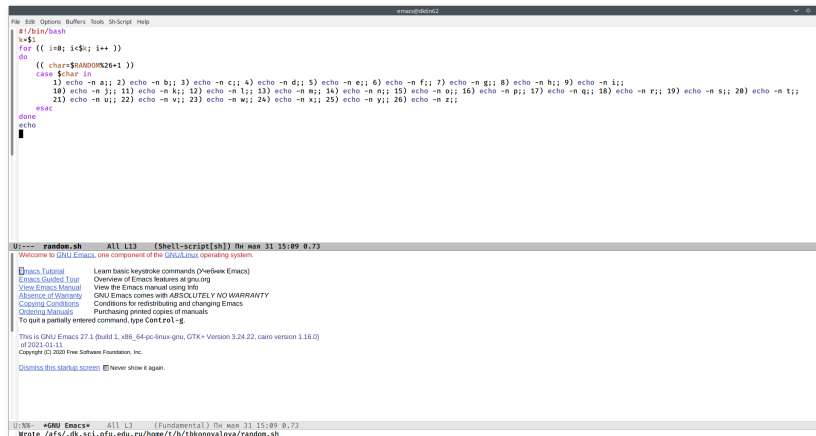 emacs@dk6n62
File Edit Options Buffers Tools Sh-Script Help
#!/bin/bash
k=$1
for (( i=0; i<$k; i++ ))
do
(( char=$RANDOM%26+1 ))
case $char in
1) echo -n a;; 2) echo -n b;; 3) echo -n c;; 4) echo -n d;; 5) echo -n e;; 6) echo -n f;; 7) echo -n g;; 8) echo -n h;; 9) echo -n i;;
10) echo -n j;; 11) echo -n k;; 12) echo -n l;; 13) echo -n m;; 14) echo -n n;; 15) echo -n o;; 16) echo -n p;; 17) echo -n q;; 18) echo -n r;; 19) echo -n s;; 20) echo -n t;;
21) echo -n u;; 22) echo -n v;; 23) echo -n w;; 24) echo -n x;; 25) echo -n y;; 26) echo -n z;;
esac
done
echo
U:--- random.sh All L13 (Shell-script[sh]) Пн мая 31 15:09 0.73
Welcome to GNU Emacs, one component of the GNU/Linux operating system.
Emacs Tutorial Learn basic keystroke commands (Учебник Emacs)
Emacs Guided Tour Overview of Emacs features at gnu.org
View Emacs Manual View the Emacs manual using Info
Absence of Warranty GNU Emacs comes with ABSOLUTELY NO WARRANTY
Copying Conditions Conditions for redistributing and changing Emacs
Ordering Manuals Purchasing printed copies of manuals
To quit a partially entered command, type Control-g.
This is GNU Emacs 27.1 (build 1, x86_64-pc-linux-gnu, GTK+ Version 3.24.22, cairo version 1.16.0)
of 2021-01-11
Copyright (C) 2020 Free Software Foundation, Inc.
Dismiss this startup screen Never show it again.
U:%%- *GNU Emacs* All L3 (Fundamental) Пн мая 31 15:09 0.73
Wrote /afs/.dk.sci.pfu.edu.ru/home/t/b/tbkonovalova/random.sh